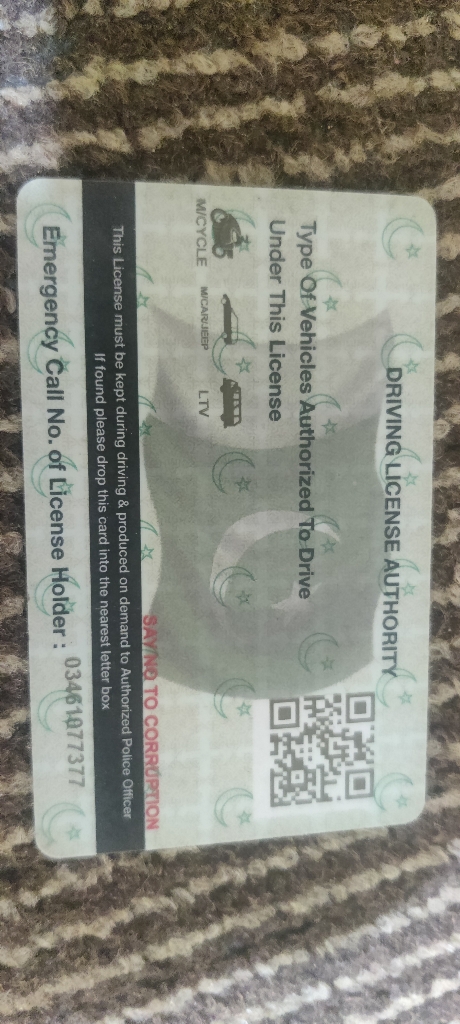 DRIVING LICENSE AUTHORITY
Type Of Vehicles Authorized To Drive
Under This License
M/CYCLE M/CAR/JEEP LTV
SAY NO TO CORRUPTION
This License must be kept during driving & produced on demand to Authorized Police Officer
If found please drop this card into the nearest letter box
Emergency Call No. of License Holder : 03461077377